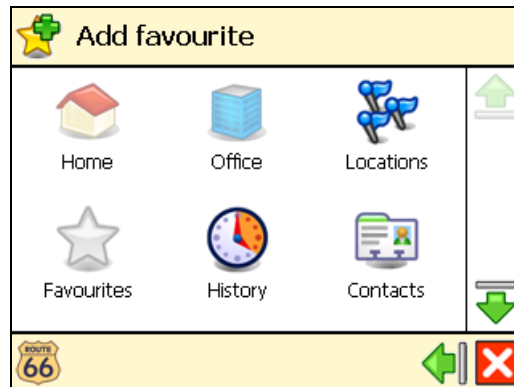 Add favourite
Home Office Locations
Favourites History Contacts
ROUTE
66